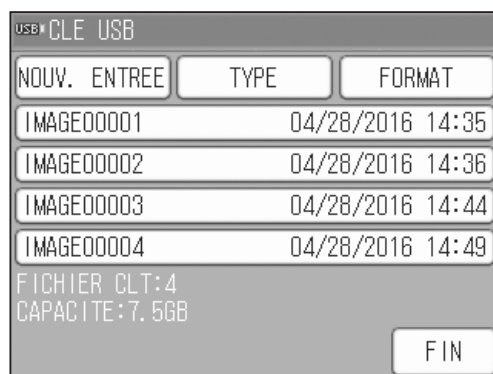 USB CLE USB
NOUV. ENTREE TYPE FORMAT
IMAGE00001 04/28/2016 14:35
IMAGE00002 04/28/2016 14:36
IMAGE00003 04/28/2016 14:44
IMAGE00004 04/28/2016 14:49
FICHIER CLT:4
CAPACITE:7.5GB
FIN